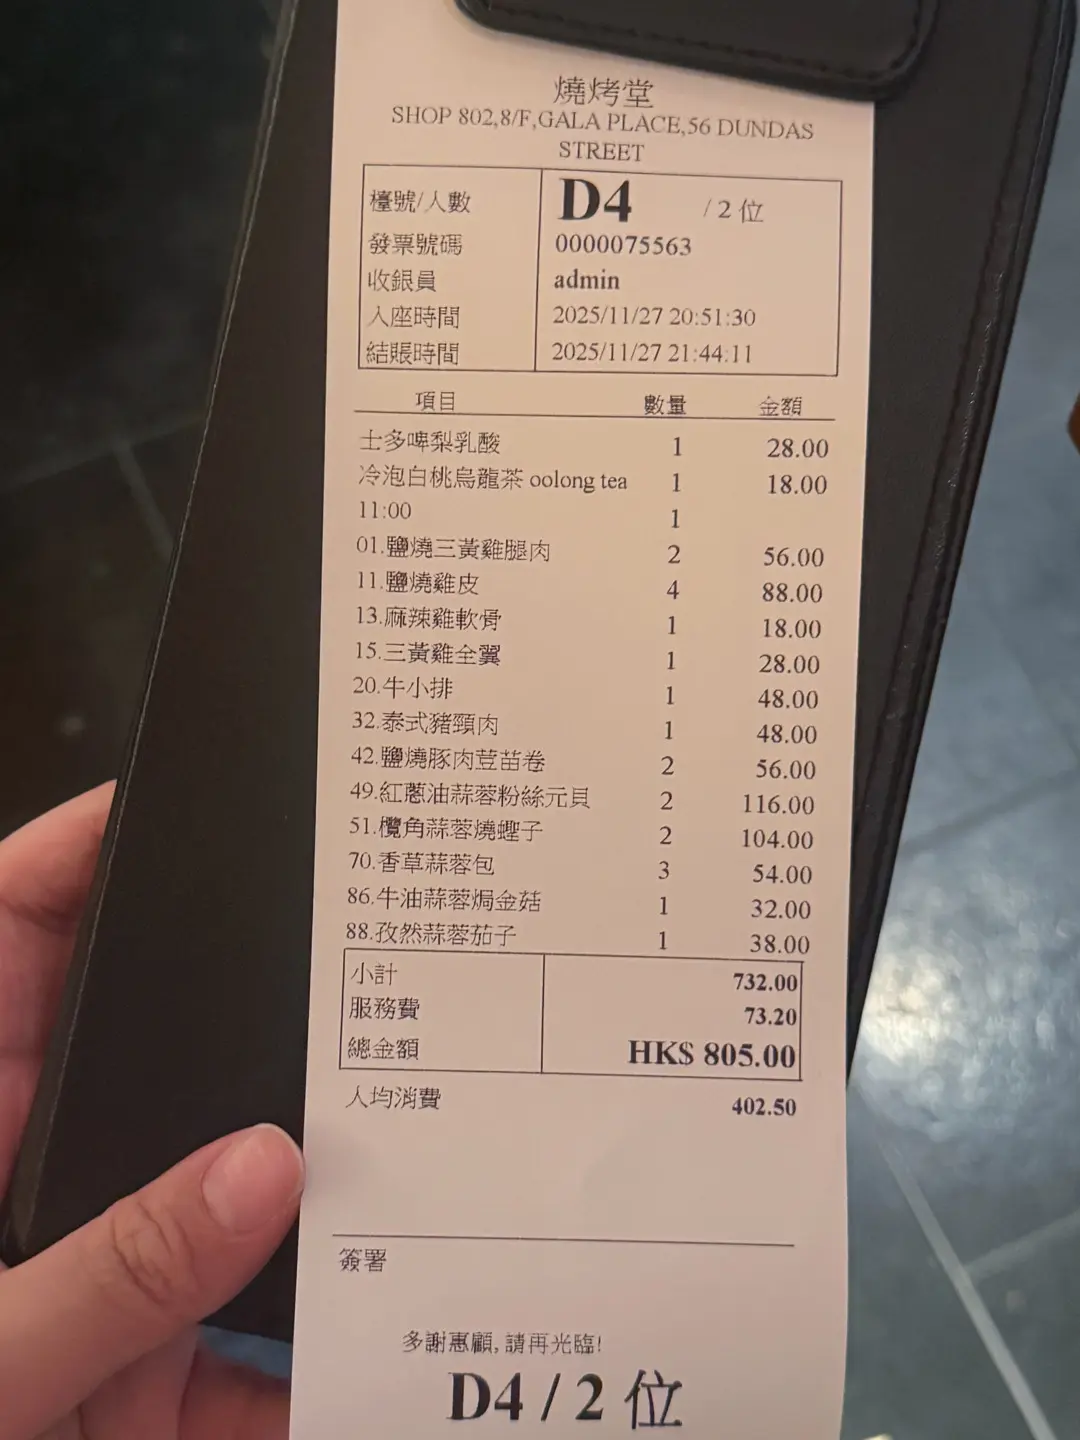 燒烤堂
SHOP 802,8/F,GALA PLACE,56 DUNDAS
STREET
檯號/人數 D4 / 2 位
發票號碼 0000075563
收銀員 admin
入座時間 2025/11/27 20:51:30
結賬時間 2025/11/27 21:44:11
項目 數量 金額
士多啤梨乳酸 1 28.00
冷泡白桃烏龍茶 oolong tea 1 18.00
11:00 1
01.鹽燒三黃雞腿肉 2 56.00
11.鹽燒雞皮 4 88.00
13.麻辣雞軟骨 1 18.00
15.三黃雞全翼 1 28.00
20.牛小排 1 48.00
32.泰式豬頸肉 1 48.00
42.鹽燒豚肉荳苗卷 2 56.00
49.紅蔥油蒜蓉粉絲元貝 2 116.00
51.欖角蒜蓉燒蟶子 2 104.00
70.香草蒜蓉包 3 54.00
86.牛油蒜蓉焗金菇 1 32.00
88.孜然蒜蓉茄子 1 38.00
小計 732.00
服務費 73.20
總金額 HK$ 805.00
人均消費 402.50
簽署
多謝惠顧,請再光臨!
D4 / 2 位